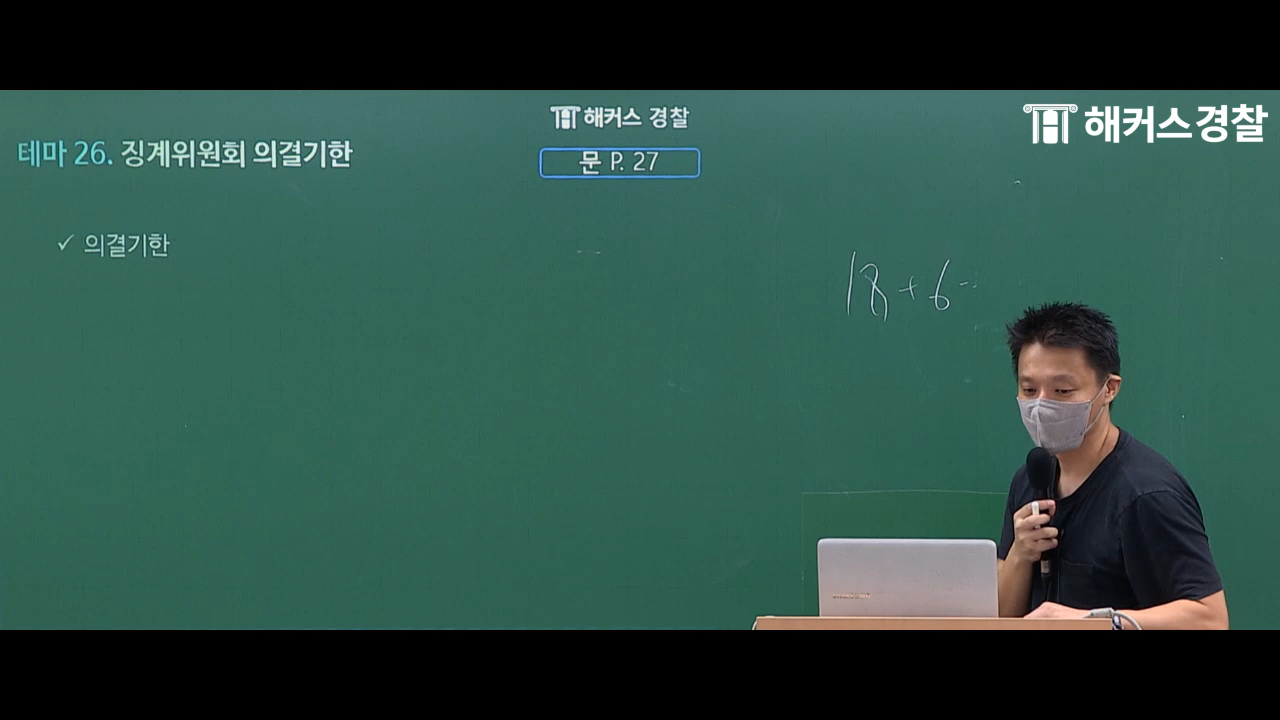 해커스 경찰
해커스경찰
테마 26. 징계위원회 의결기한
문 P. 27
✓ 의결기한
18+6